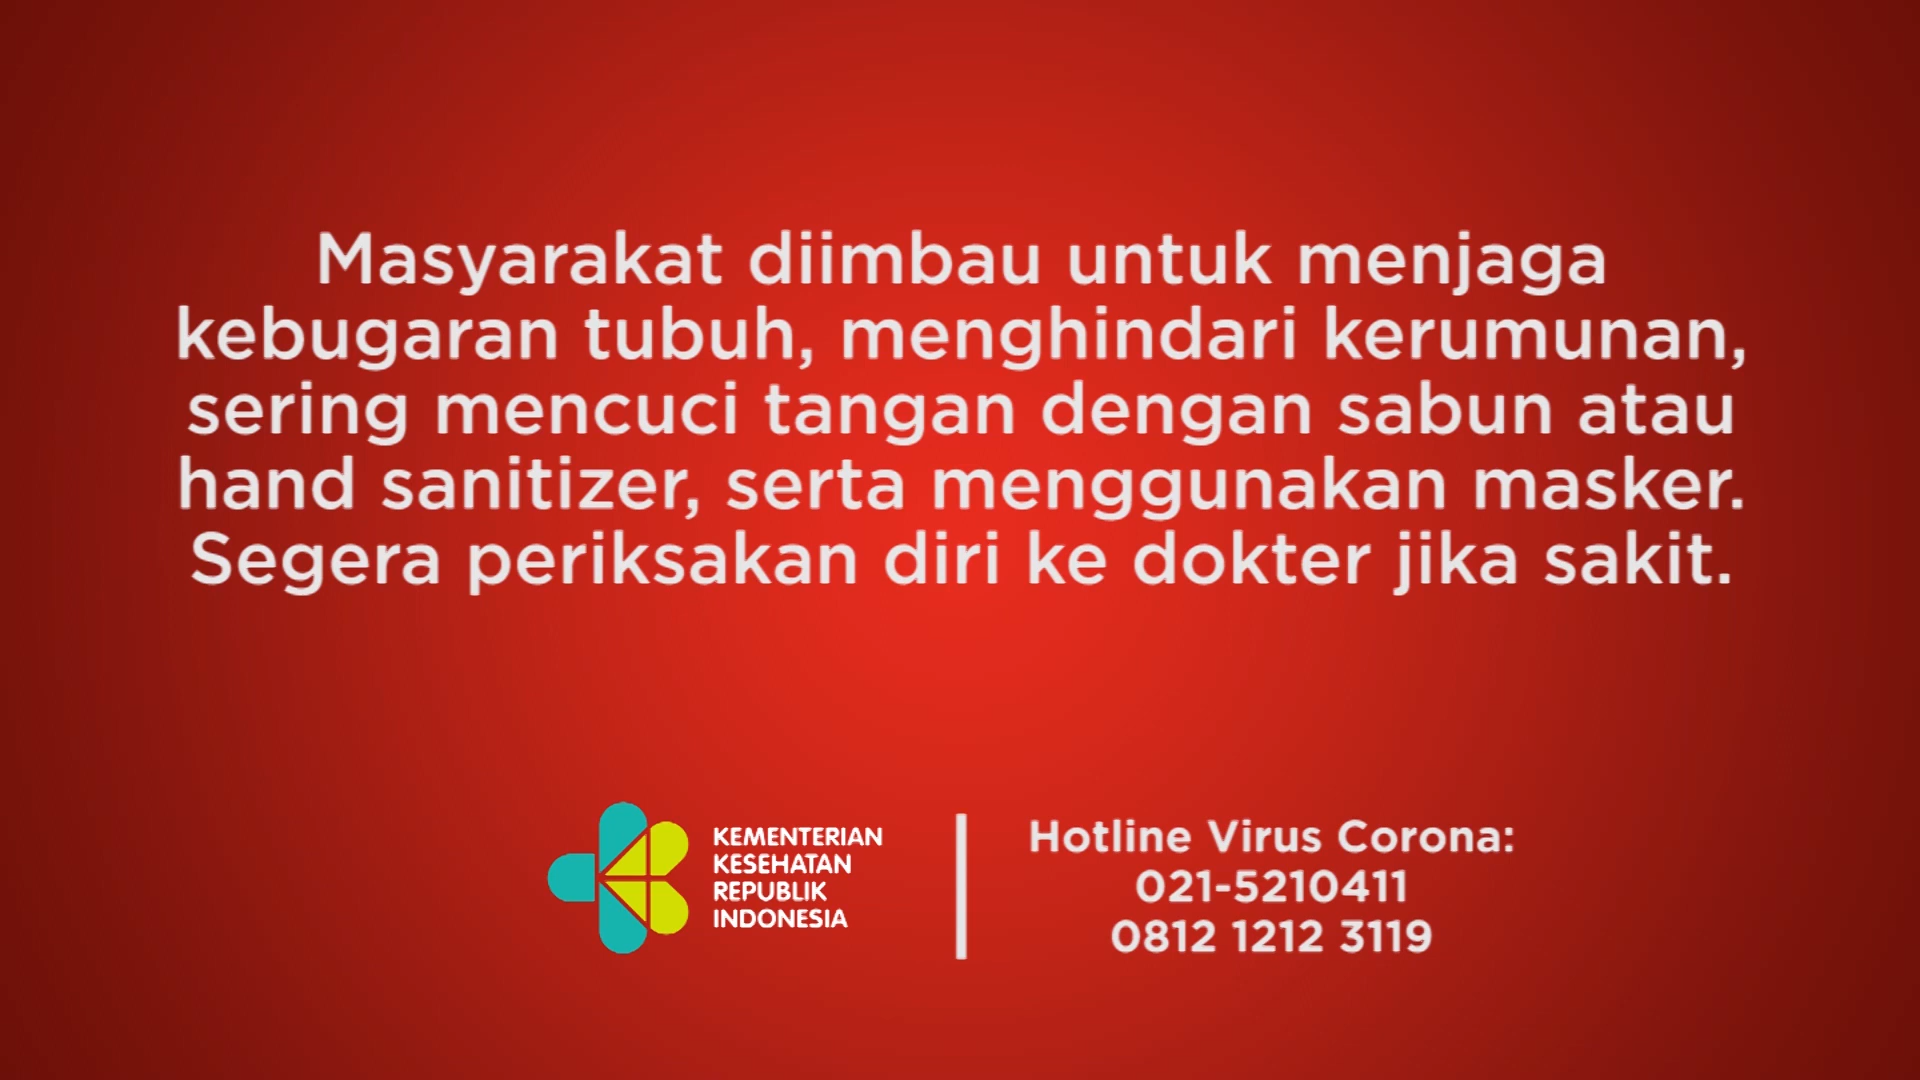 Masyarakat diimbau untuk menjaga
kebugaran tubuh, menghindari kerumunan,
sering mencuci tangan dengan sabun atau
hand sanitizer, serta menggunakan masker.
Segera periksakan diri ke dokter jika sakit.
KEMENTERIAN
KESEHATAN
REPUBLIK
INDONESIA
Hotline Virus Corona:
021-5210411
0812 1212 3119